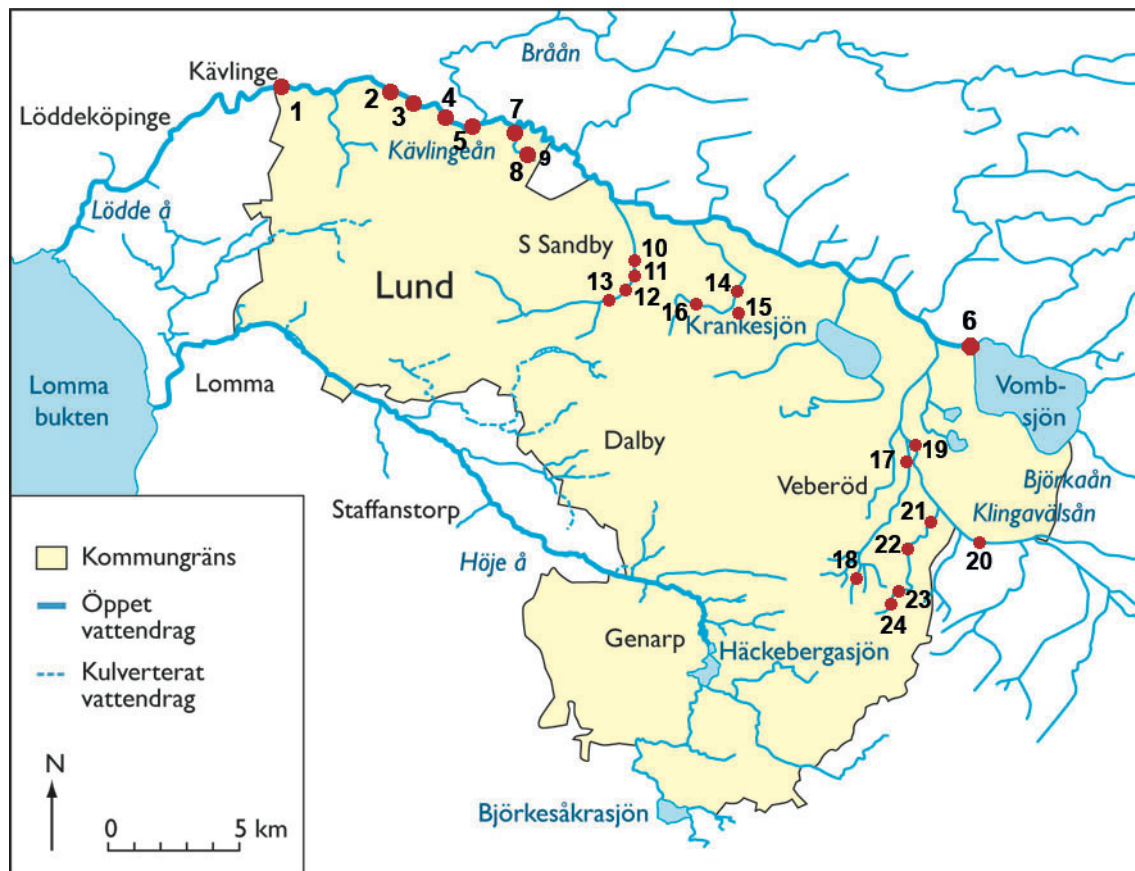 Bråån
Kävlinge
1
2
3
4
5
7
8
9
Löddeköpinge
Kävlingeån
Lödde å
S Sandby
10
11
12
13
14
15
16
Lund
Krankesjön
6
Lomma
bukten
Lomma
Vomb-
sjön
Dalby
17
19
Veberöd
Björkaån
Staffanstorp
Klingavälsån
21
20
22
18
Höje å
23
24
Genarp
Häckebergasjön
Björkesåkrasjön
Kommungräns
Öppet
vattendrag
Kulverterat
vattendrag
N
0 5 km